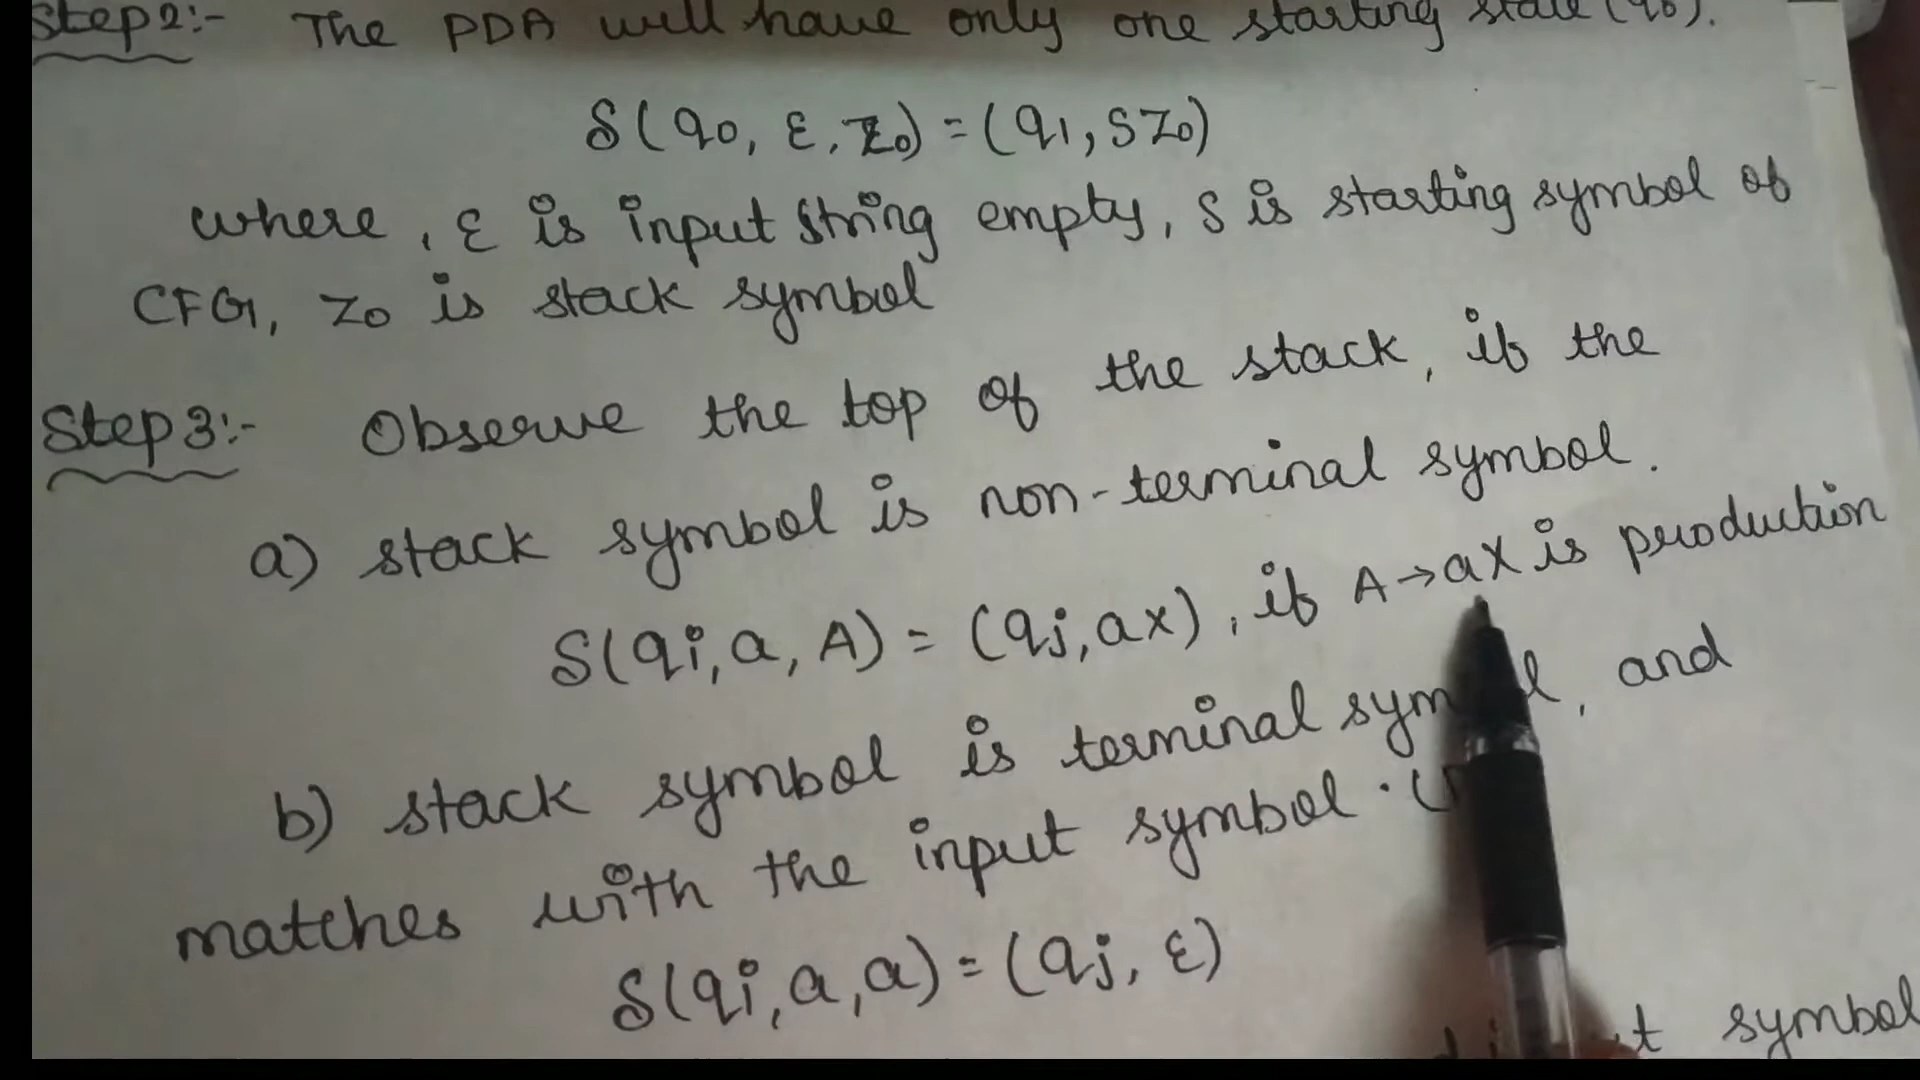 Step2:- The PDA will have only one starting state (q0).
δ(q0, ε, Z0) = (q1, SZ0)
where, ε is input string empty, S is starting symbol of
CFG, Z0 is stack symbol
Step3:- Observe the top of the stack, if the
a) stack symbol is non-terminal symbol.
δ(qi, a, A) = (qj, ax), if A→aX is production
b) stack symbol is terminal symbol, and
matches with the input symbol.
δ(qi, a, a) = (qj, ε)
symbol